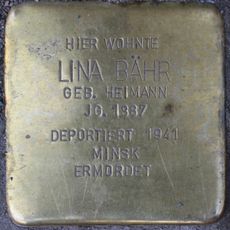 HIER WOHNTE
LINA BÄHR
GEB. HEIMANN
JG. 1887
DEPORTIERT 1941
MINSK
ERMORDET